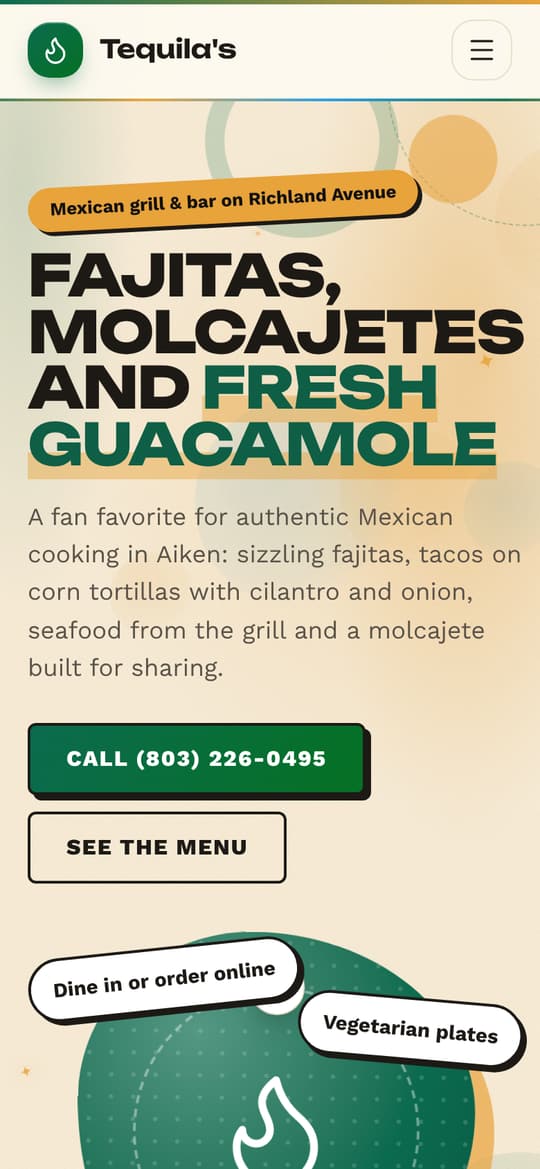 Tequila's
Mexican grill & bar on Richland Avenue
FAJITAS,
MOLCAJETES
AND FRESH
GUACAMOLE
A fan favorite for authentic Mexican
cooking in Aiken: sizzling fajitas, tacos on
corn tortillas with cilantro and onion,
seafood from the grill and a molcajete
built for sharing.
CALL (803) 226-0495
SEE THE MENU
Dine in or order online
Vegetarian plates